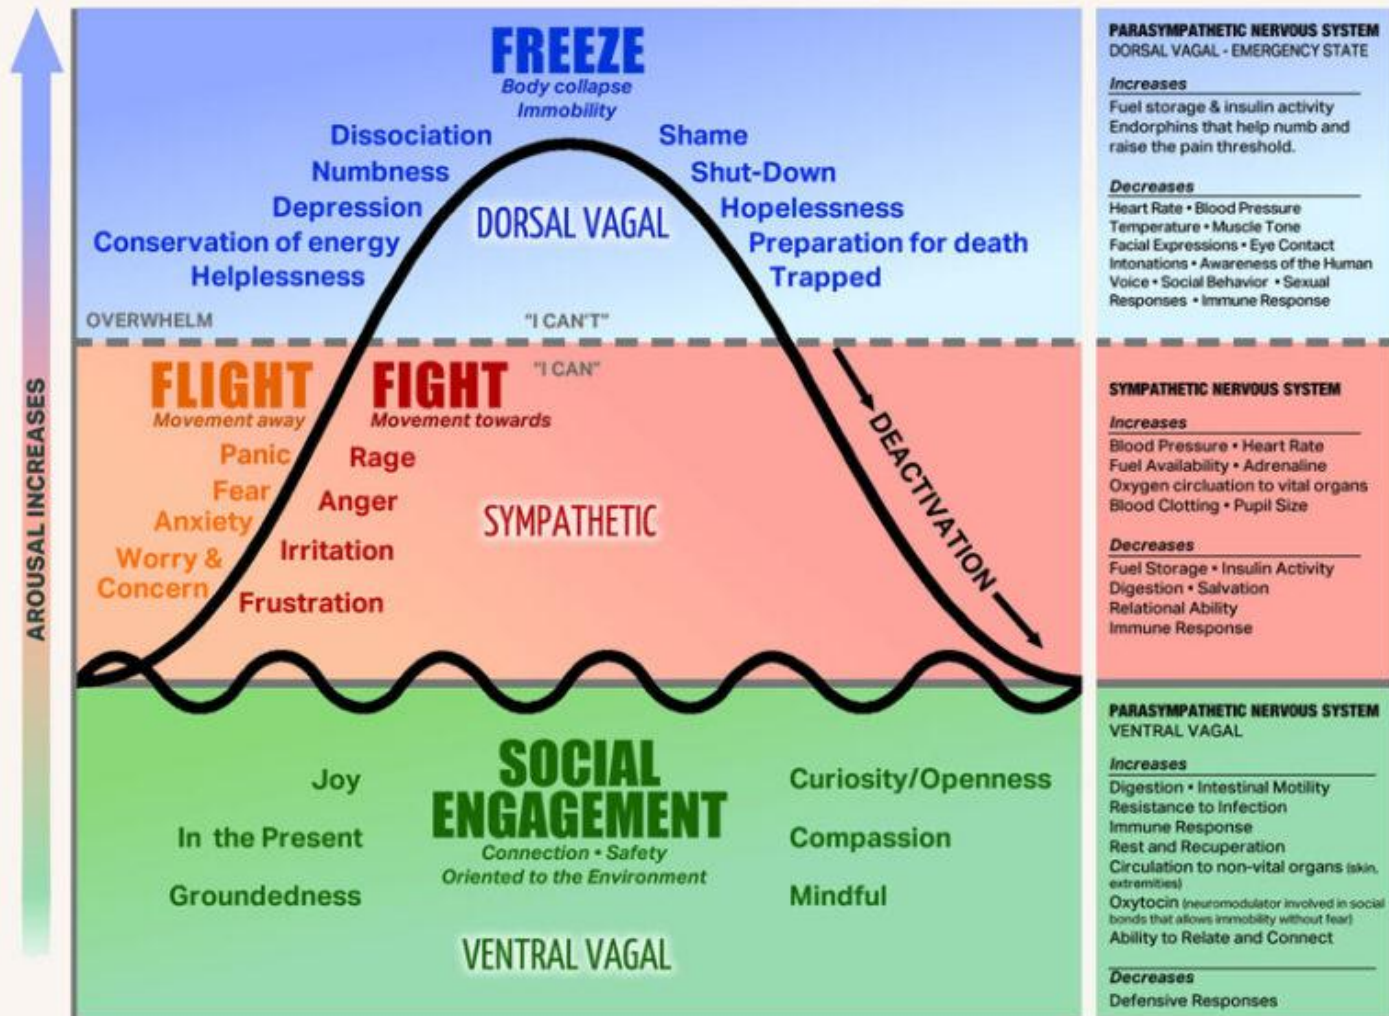 AROUSAL INCREASES
FREEZE
Body collapse
Immobility
Dissociation
Numbness
Depression
Conservation of energy
Helplessness
DORSAL VAGAL
Shame
Shut-Down
Hopelessness
Preparation for death
Trapped
OVERWHELM
"I CAN'T"
"I CAN"
FLIGHT
Movement away
Panic
Fear
Anxiety
Worry &
Concern
FIGHT
Movement towards
Rage
Anger
Irritation
Frustration
SYMPATHETIC
DEACTIVATION
SOCIAL
ENGAGEMENT
Connection • Safety
Oriented to the Environment
Joy
In the Present
Groundedness
Curiosity/Openness
Compassion
Mindful
VENTRAL VAGAL
PARASYMPATHETIC NERVOUS SYSTEM
DORSAL VAGAL - EMERGENCY STATE
Increases
Fuel storage & insulin activity
Endorphins that help numb and
raise the pain threshold.
Decreases
Heart Rate • Blood Pressure
Temperature • Muscle Tone
Facial Expressions • Eye Contact
Intonations • Awareness of the Human
Voice • Social Behavior • Sexual
Responses • Immune Response
SYMPATHETIC NERVOUS SYSTEM
Increases
Blood Pressure • Heart Rate
Fuel Availability • Adrenaline
Oxygen circluation to vital organs
Blood Clotting • Pupil Size
Decreases
Fuel Storage • Insulin Activity
Digestion • Salvation
Relational Ability
Immune Response
PARASYMPATHETIC NERVOUS SYSTEM
VENTRAL VAGAL
Increases
Digestion • Intestinal Motility
Resistance to Infection
Immune Response
Rest and Recuperation
Circulation to non-vital organs (skin,
extremities)
Oxytocin (neuromodulator involved in social
bonds that allows immobility without fear)
Ability to Relate and Connect
Decreases
Defensive Responses